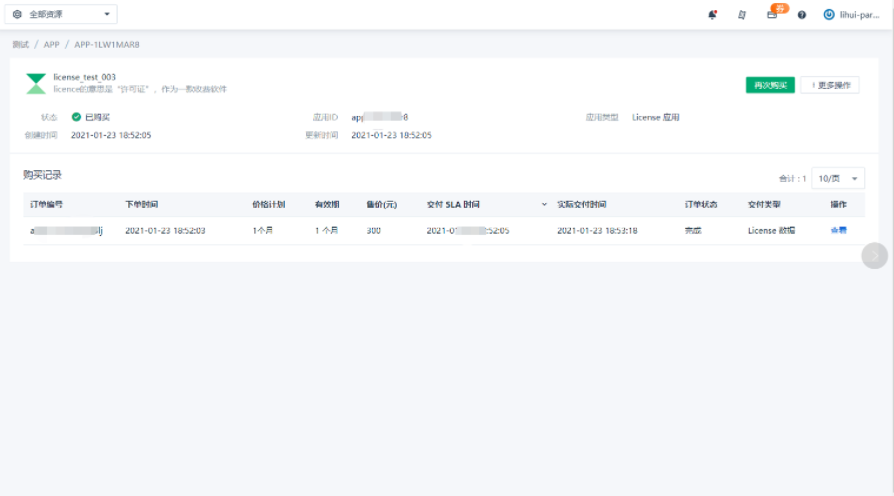 全部资源
券
lihui-par...
测试 / APP / APP-1LW1MAR8
license_test_003
licence的意思是“许可证”，作为一款收器软件
再次购买
更多操作
状态 已购买 应用ID app 8 应用类型 License 应用
创建时间 2021-01-23 18:52:05 更新时间 2021-01-23 18:52:05
购买记录
合计：1 10/页
订单编号 下单时间 价格计划 有效期 售价(元) 交付 SLA 时间 实际交付时间 订单状态 交付类型 操作
a slj 2021-01-23 18:52:03 1个月 1 个月 300 2021-01 :52:05 2021-01-23 18:53:18 完成 License 数据 查看